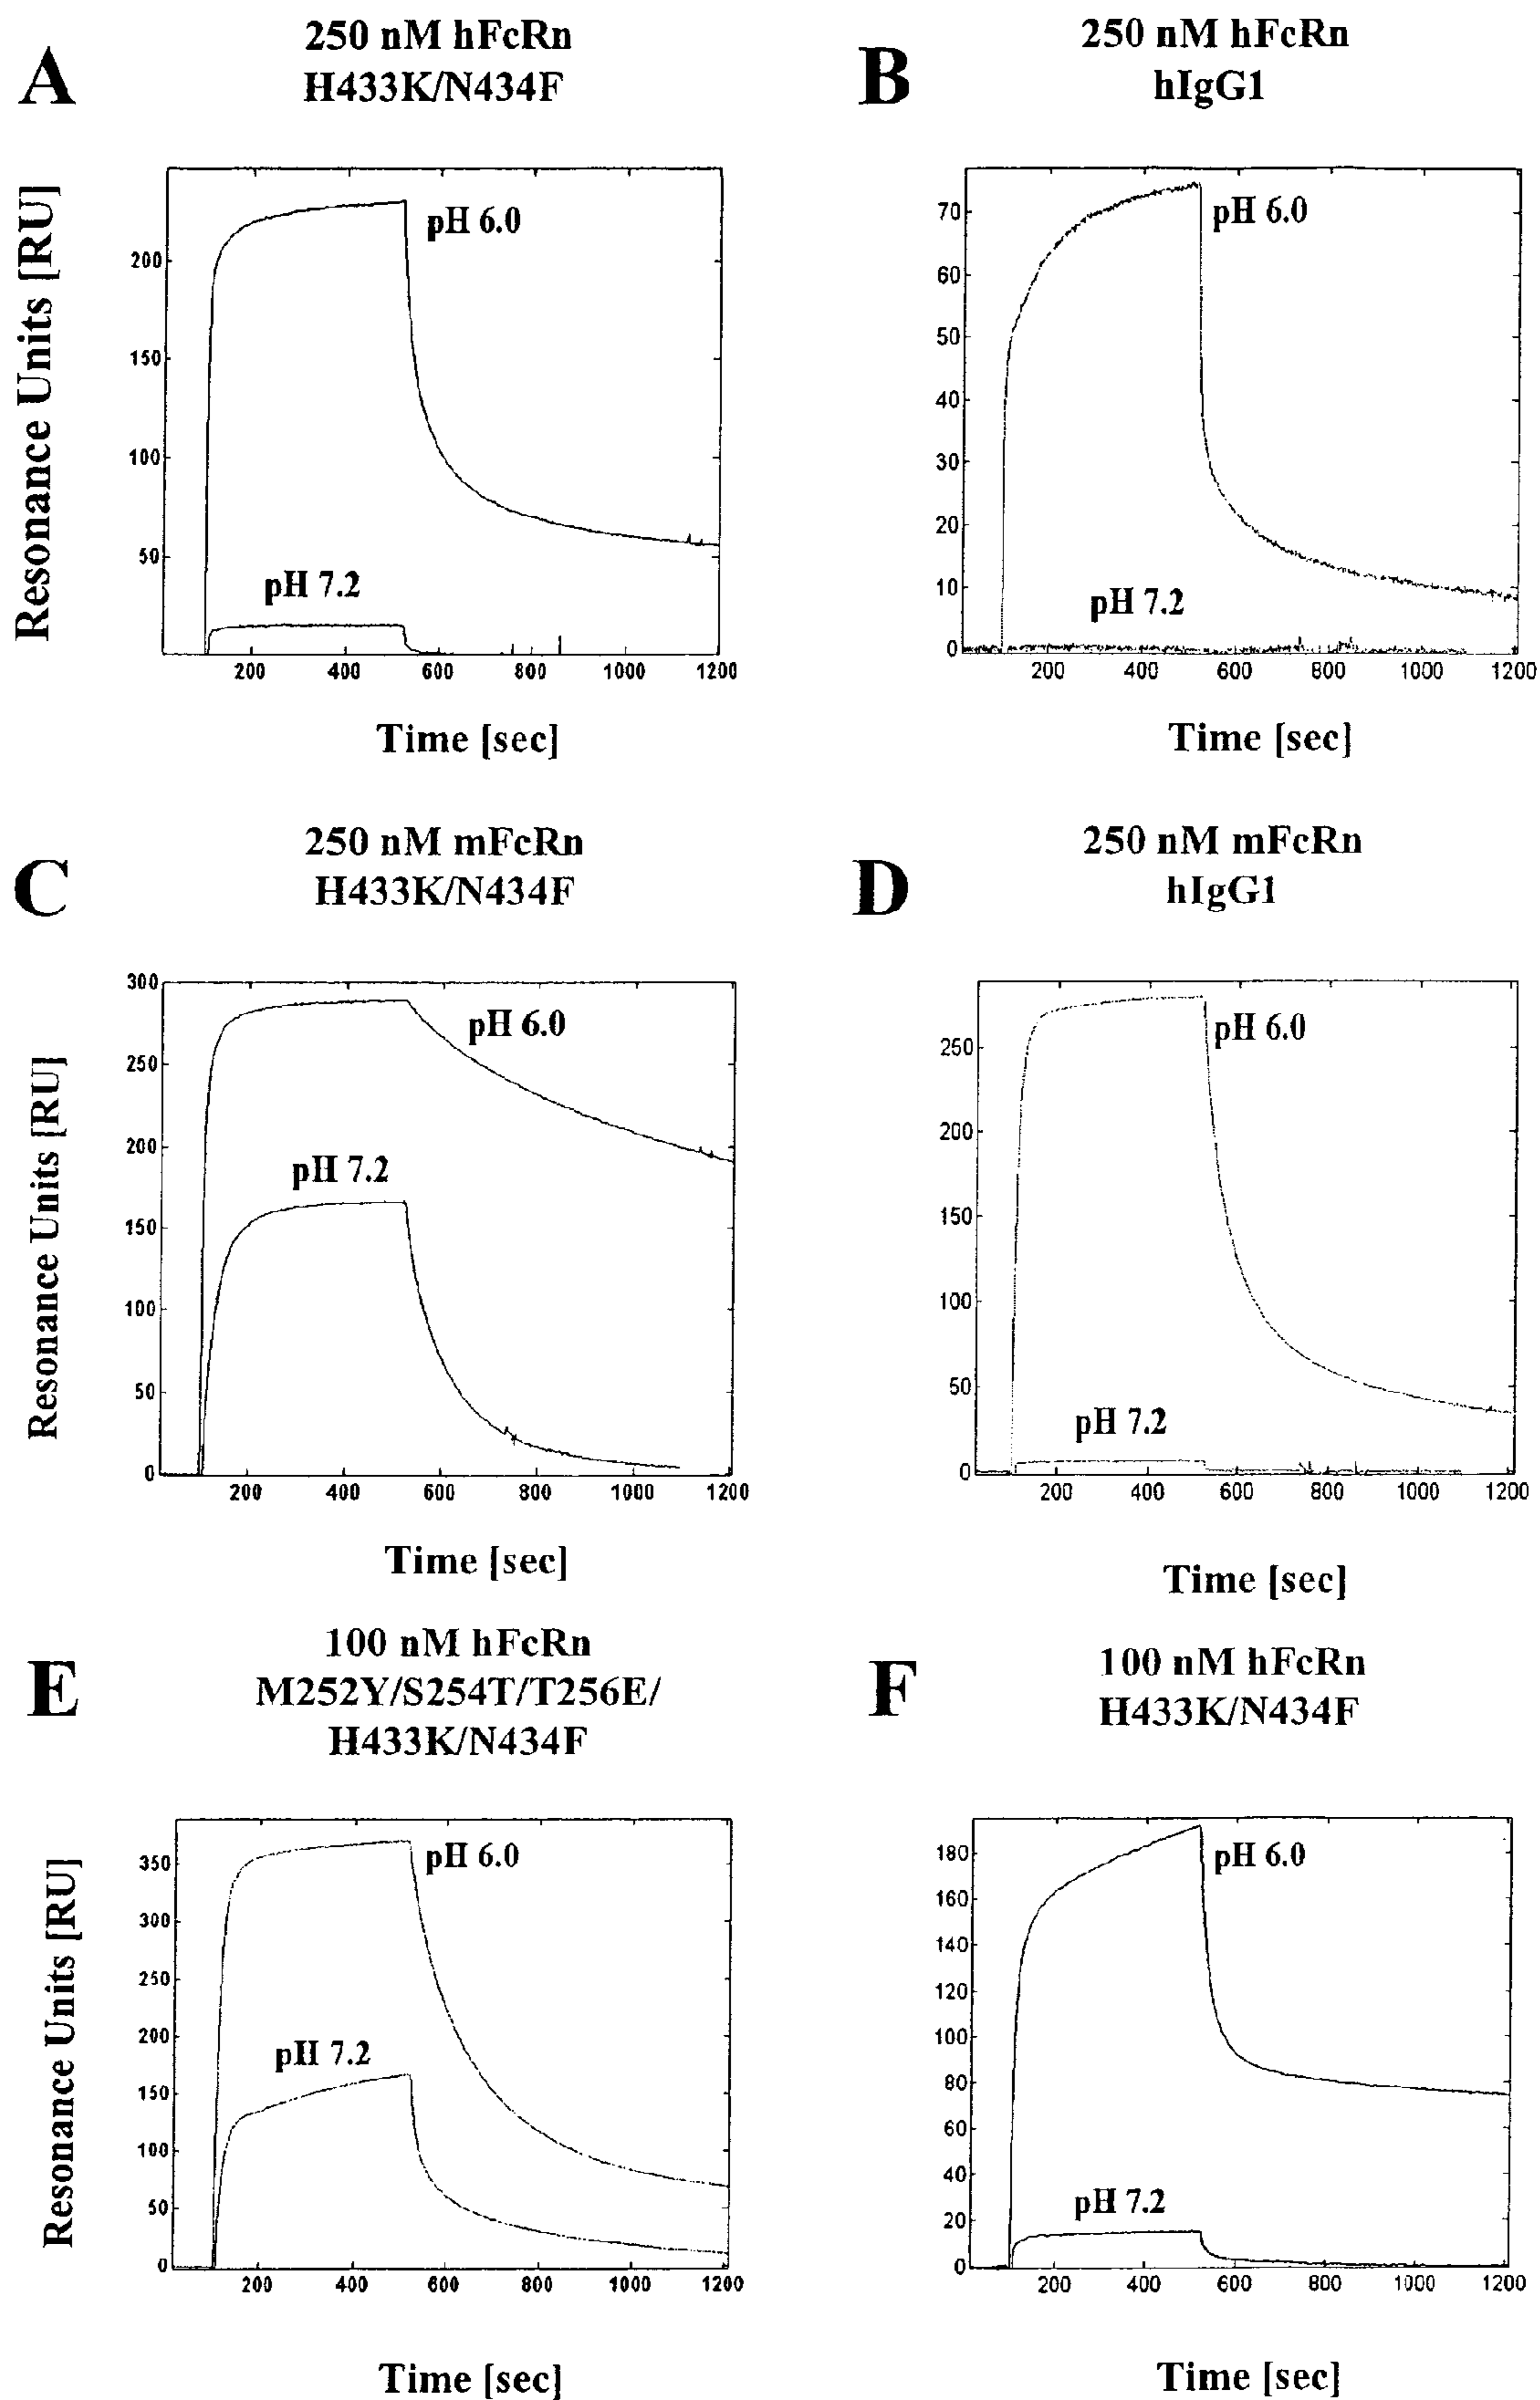 A
250 nM hFcRn
H433K/N434F
Resonance Units [RU]
200
150
100
50
pH 6.0
pH 7.2
200 400 600 800 1000 1200
Time [sec]
B
250 nM hFcRn
hIgG1
70
60
50
40
30
20
10
0
pH 6.0
pH 7.2
200 400 600 800 1000 1200
Time [sec]
C
250 nM mFcRn
H433K/N434F
Resonance Units [RU]
300
250
200
150
100
50
0
pH 6.0
pH 7.2
200 400 600 800 1000 1200
Time [sec]
D
250 nM mFcRn
hIgG1
250
200
150
100
50
0
pH 6.0
pH 7.2
200 400 600 800 1000 1200
Time [sec]
E
100 nM hFcRn
M252Y/S254T/T256E/
H433K/N434F
Resonance Units [RU]
350
300
250
200
150
100
50
0
pH 6.0
pH 7.2
200 400 600 800 1000 1200
Time [sec]
F
100 nM hFcRn
H433K/N434F
180
160
140
120
100
80
60
40
20
0
pH 6.0
pH 7.2
200 400 600 800 1000 1200
Time [sec]